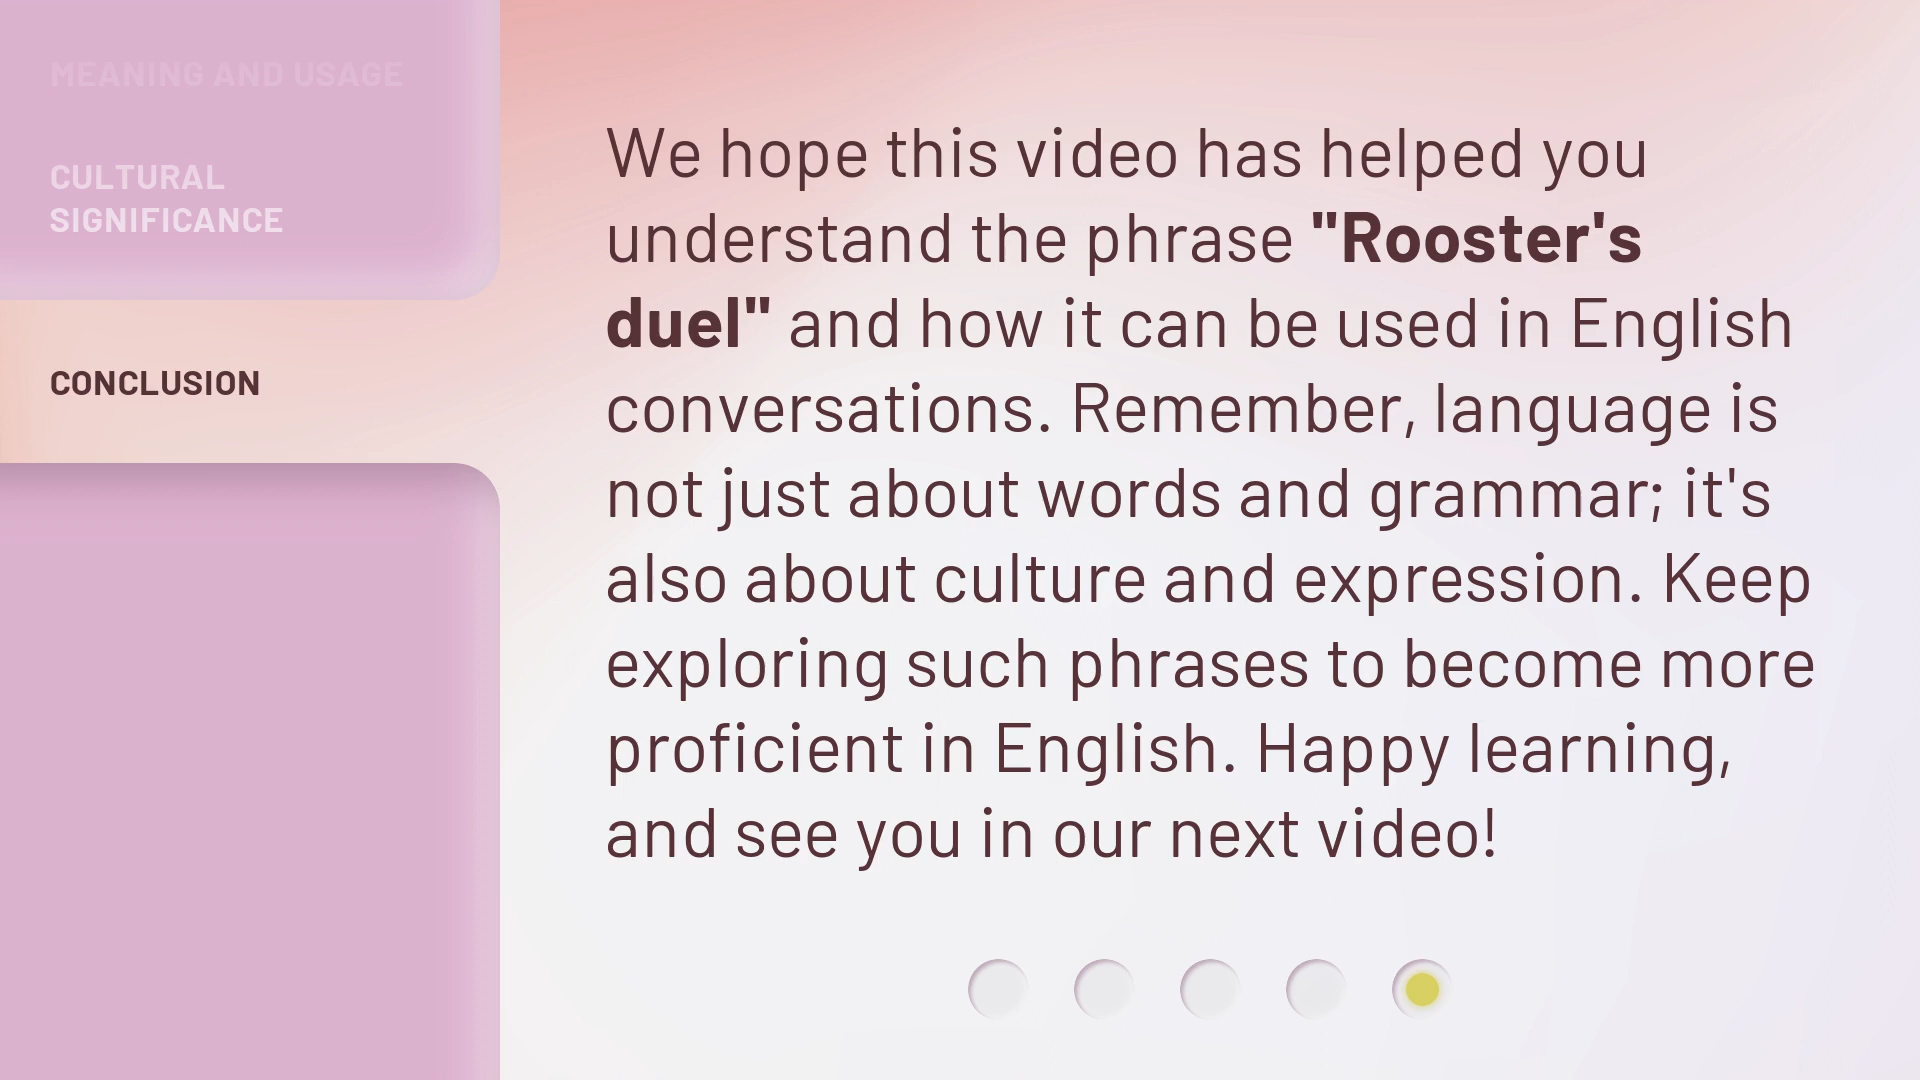 MEANING AND USAGE
CULTURAL
SIGNIFICANCE
CONCLUSION
We hope this video has helped you
understand the phrase "Rooster's
duel" and how it can be used in English
conversations. Remember, language is
not just about words and grammar; it's
also about culture and expression. Keep
exploring such phrases to become more
proficient in English. Happy learning,
and see you in our next video!